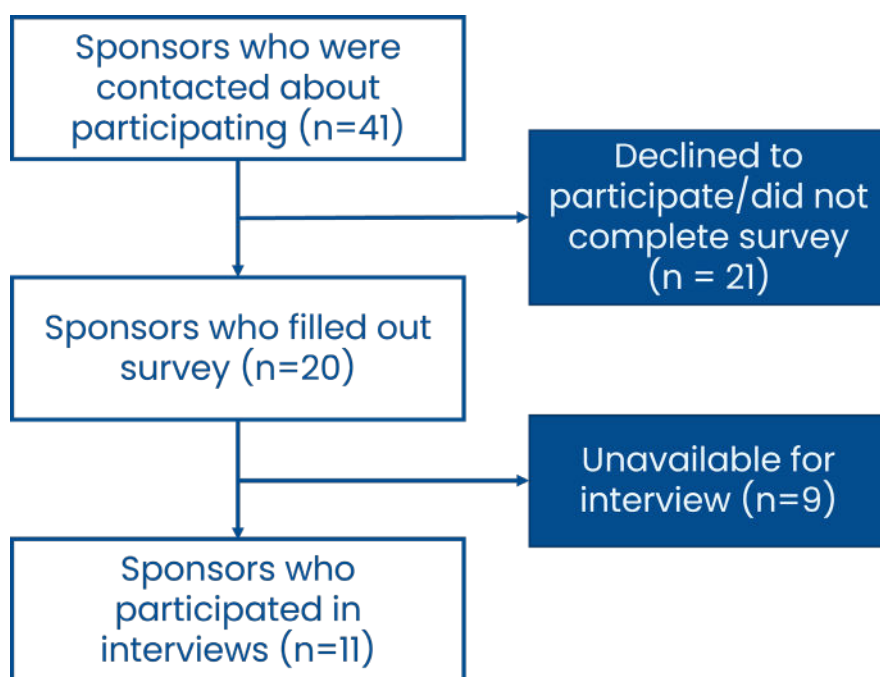 Sponsors who were
contacted about
participating (n=41)
Declined to
participate/did not
complete survey
(n = 21)
Sponsors who filled out
survey (n=20)
Unavailable for
interview (n=9)
Sponsors who
participated in
interviews (n=11)